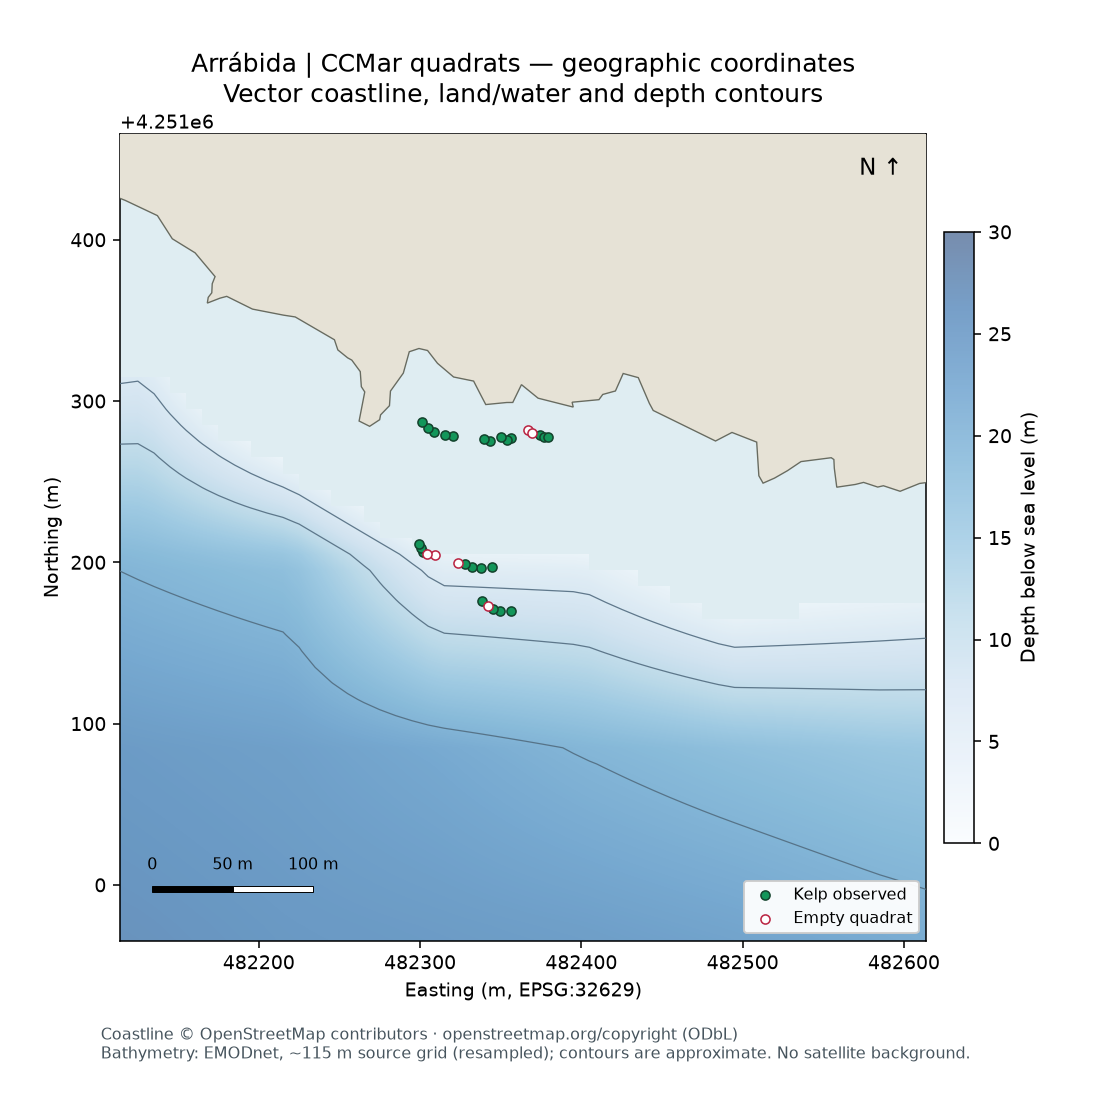 Arrábida | CCMar quadrats — geographic coordinates
Vector coastline, land/water and depth contours
+4.251e6
N ↑
400
300
200
100
0
Northing (m)
482200
482300
482400
482500
482600
Easting (m, EPSG:32629)
0
50 m
100 m
Kelp observed
Empty quadrat
30
25
20
15
10
5
0
Depth below sea level (m)
Coastline © OpenStreetMap contributors · openstreetmap.org/copyright (ODbL)
Bathymetry: EMODnet, ~115 m source grid (resampled); contours are approximate. No satellite background.